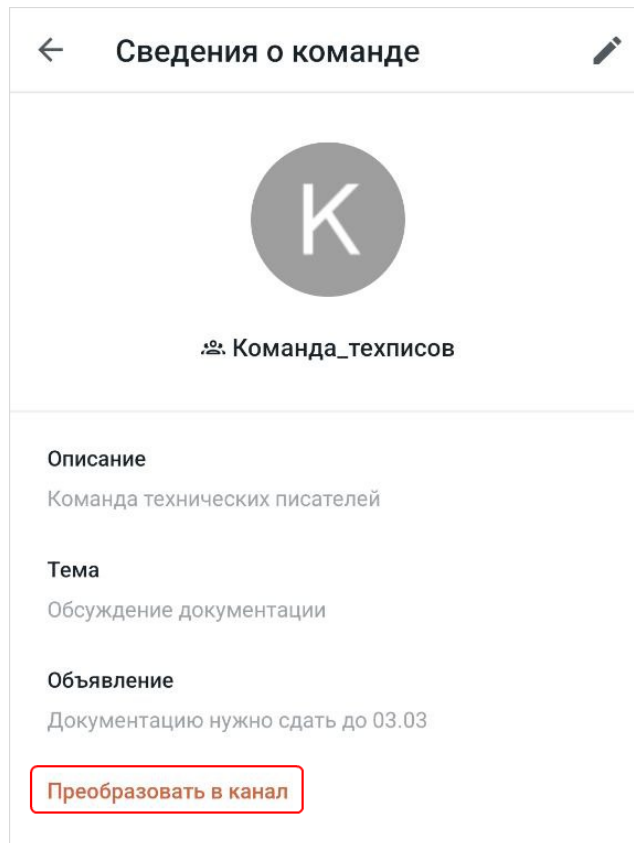 Сведения о команде
К
Команда_техписов
Описание
Команда технических писателей
Тема
Обсуждение документации
Объявление
Документацию нужно сдать до 03.03
Преобразовать в канал